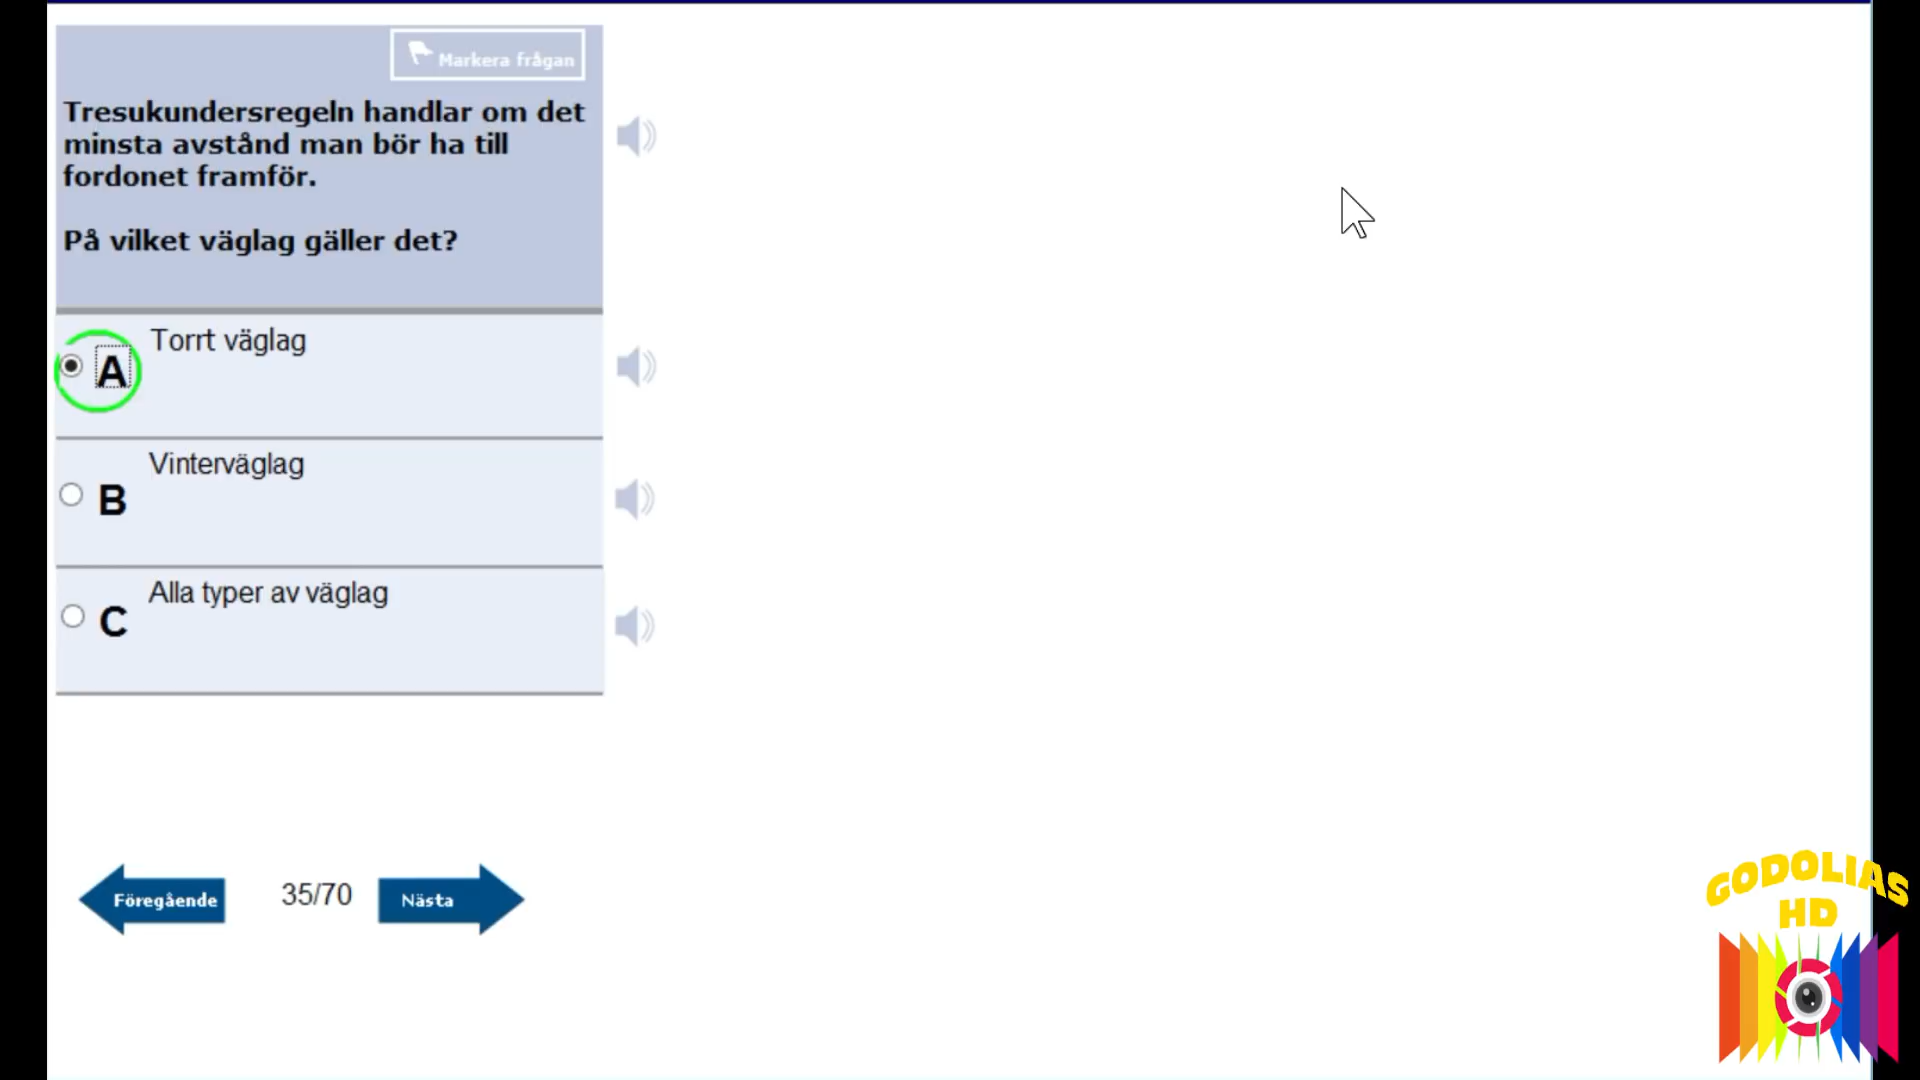 Markera frågan
Tresukundersregeln handlar om det
minsta avstånd man bör ha till
fordonet framför.
På vilket väglag gäller det?
Torrt väglag
A
Vinterväglag
B
Alla typer av väglag
C
Föregående
35/70
Nästa
GODOLIAS
HD